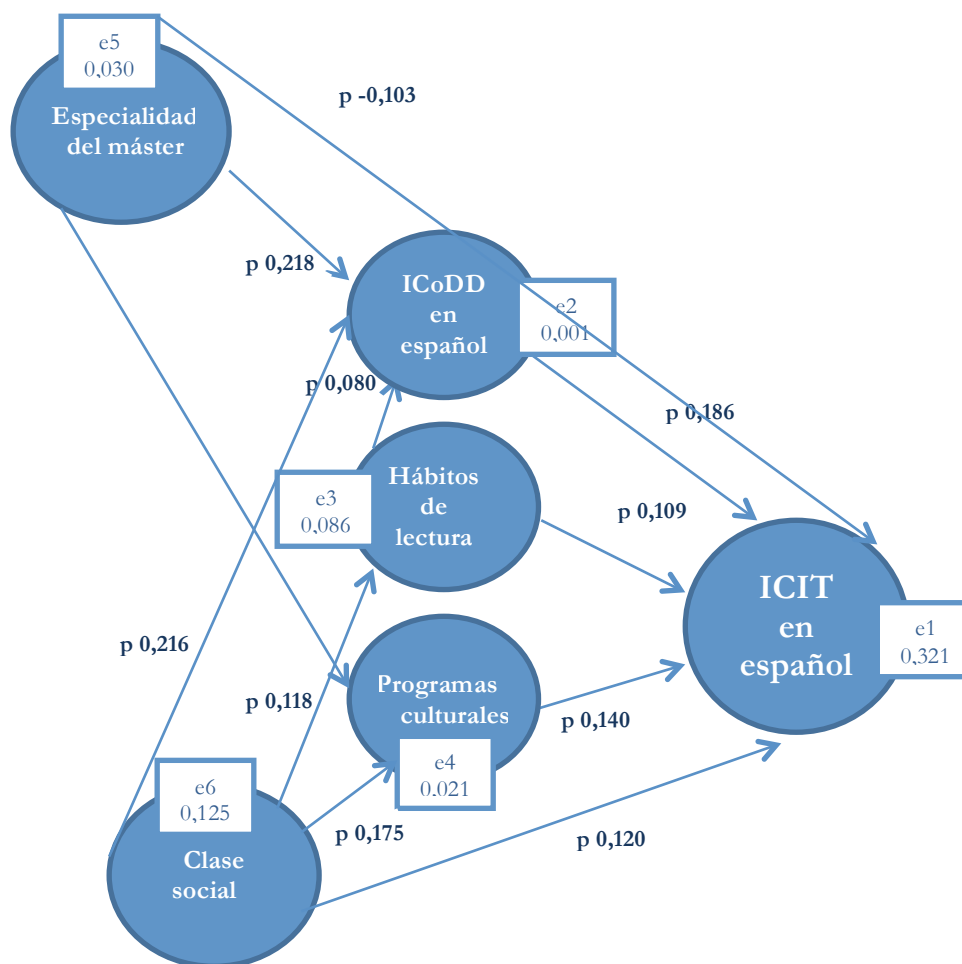 e5
0,030
Especialidad
del máster
p -0,103
p 0,218
ICoDD
en
español
e2
0,001
p 0,080
p 0,186
Hábitos
de
lectura
e3
0,086
p 0,109
ICIT
en
español
e1
0,321
p 0,216
p 0,118
Programas
culturales
p 0,140
e4
0.021
e6
0,125
p 0,175
p 0,120
Clase
social